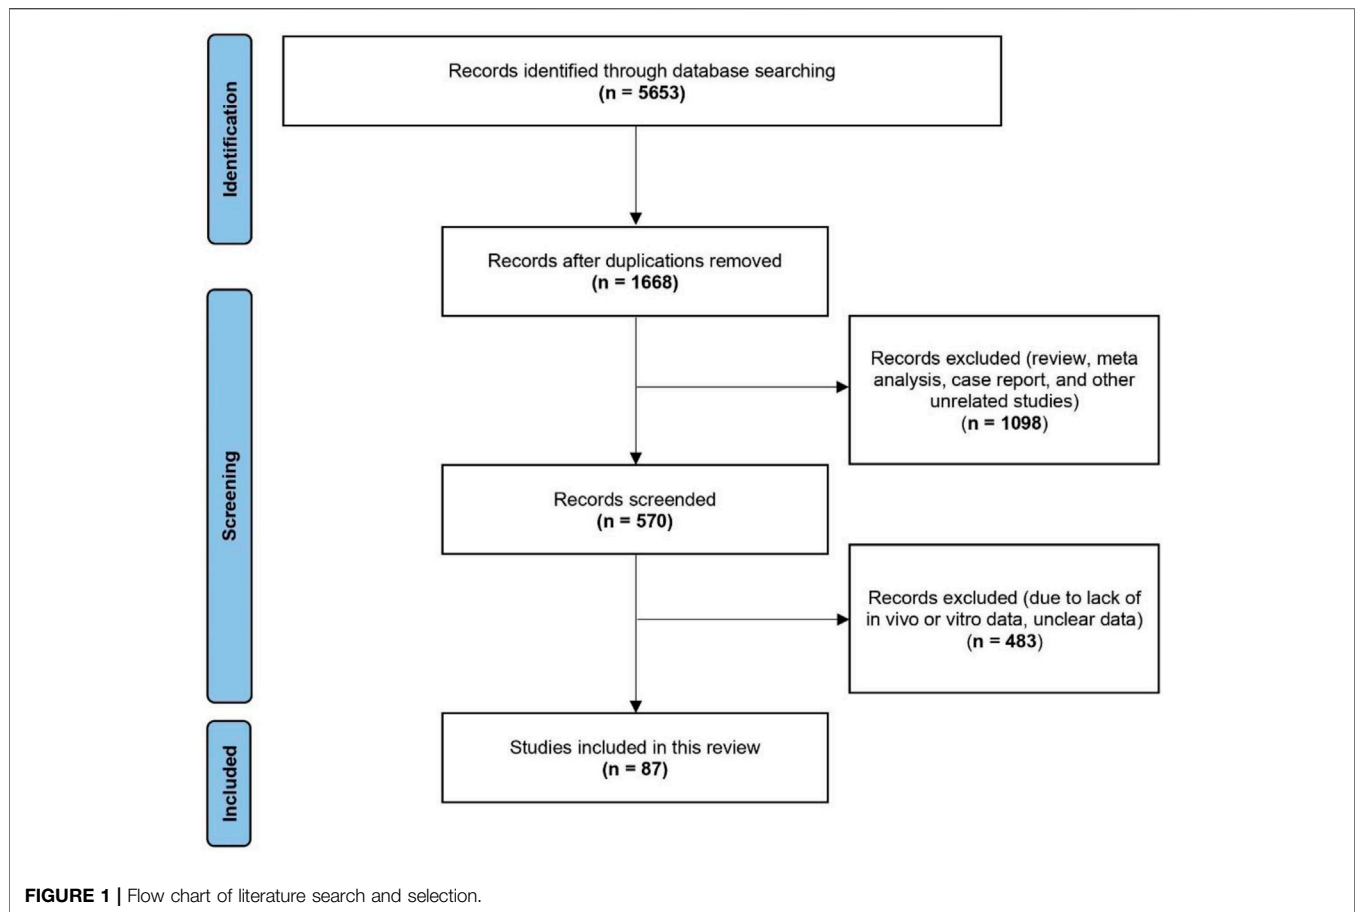 Identification
Records identified through database searching
(n = 5653)
Records after duplications removed
(n = 1668)
Records excluded (review, meta
analysis, case report, and other
unrelated studies)
(n = 1098)
Screening
Records screended
(n = 570)
Records excluded (due to lack of
in vivo or vitro data, unclear data)
(n = 483)
Included
Studies included in this review
(n = 87)
FIGURE 1 | Flow chart of literature search and selection.